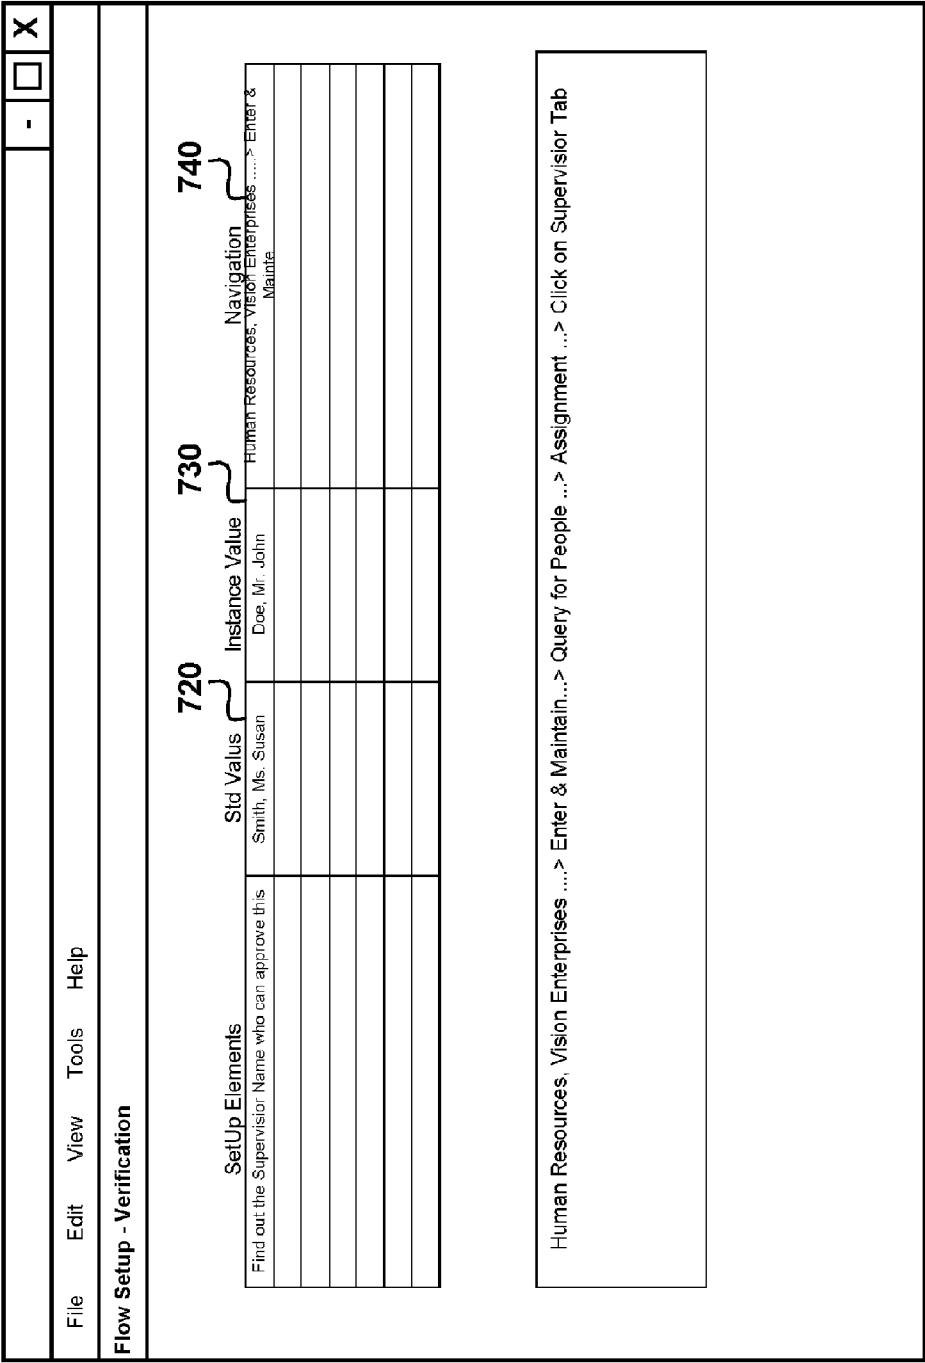 - □ X
File Edit View Tools Help
Flow Setup - Verification
720 730 740
SetUp Elements Std Valus Instance Value Navigation
Find out the Supervisior Name who can approve this Smith, Ms. Susan Doe, Mr. John Human Resources, Vision Enterprises .....> Enter &
Mainte
Human Resources, Vision Enterprises ....> Enter & Maintain...> Query for People ...> Assignment ...> Click on Supervisior Tab